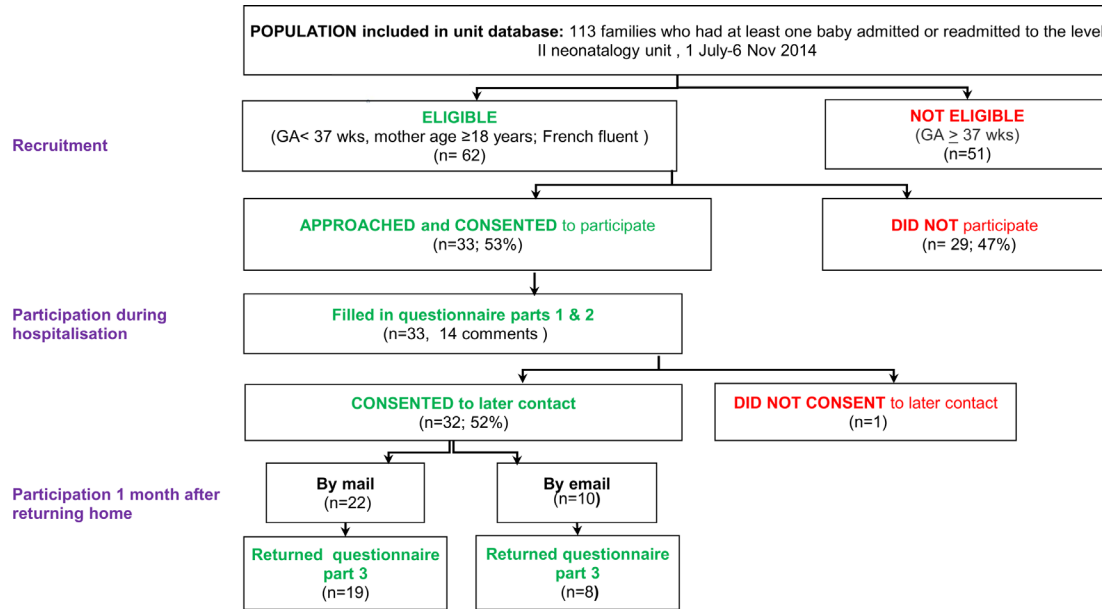 POPULATION included in unit database: 113 families who had at least one baby admitted or readmitted to the level
II neonatalogy unit , 1 July-6 Nov 2014
Recruitment
ELIGIBLE
(GA< 37 wks, mother age ≥18 years; French fluent )
(n= 62)
NOT ELIGIBLE
(GA ≥ 37 wks)
(n=51)
APPROACHED and CONSENTED to participate
(n=33; 53%)
DID NOT participate
(n= 29; 47%)
Participation during
hospitalisation
Filled in questionnaire parts 1 & 2
(n=33, 14 comments )
CONSENTED to later contact
(n=32; 52%)
DID NOT CONSENT to later contact
(n=1)
Participation 1 month after
returning home
By mail
(n=22)
By email
(n=10)
Returned questionnaire
part 3
(n=19)
Returned questionnaire
part 3
(n=8)